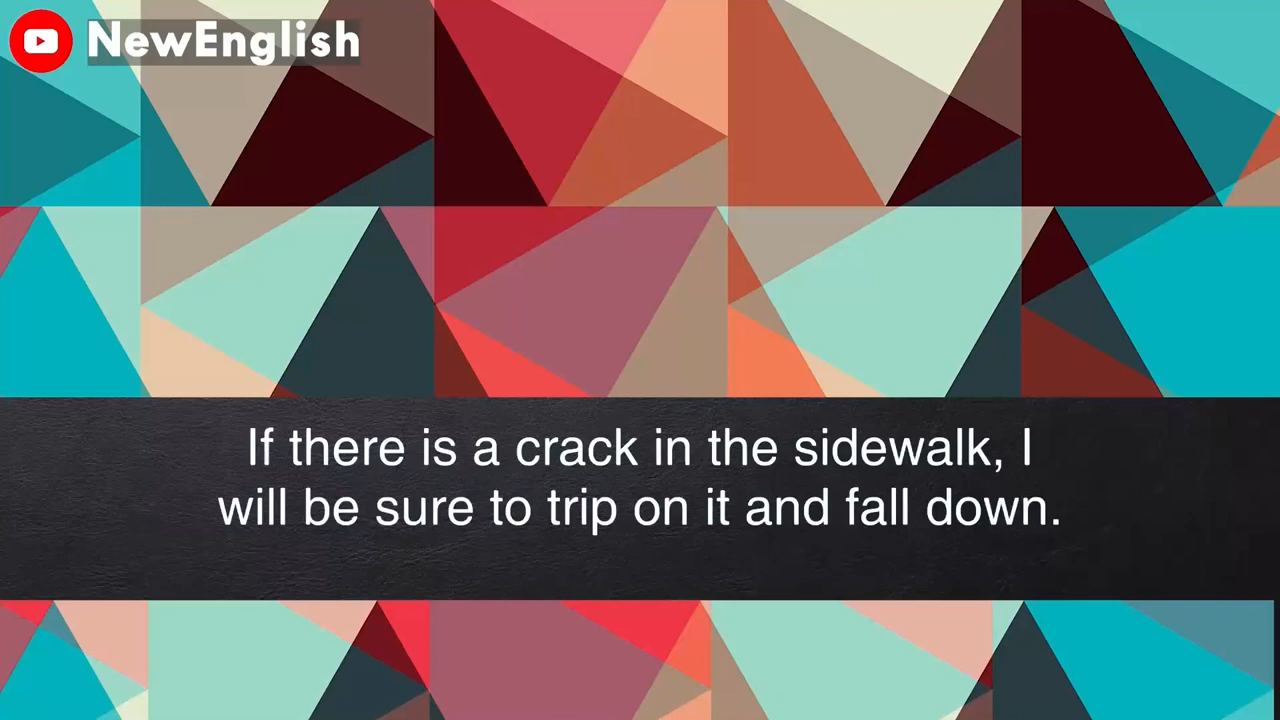 NewEnglish
If there is a crack in the sidewalk, I
will be sure to trip on it and fall down.